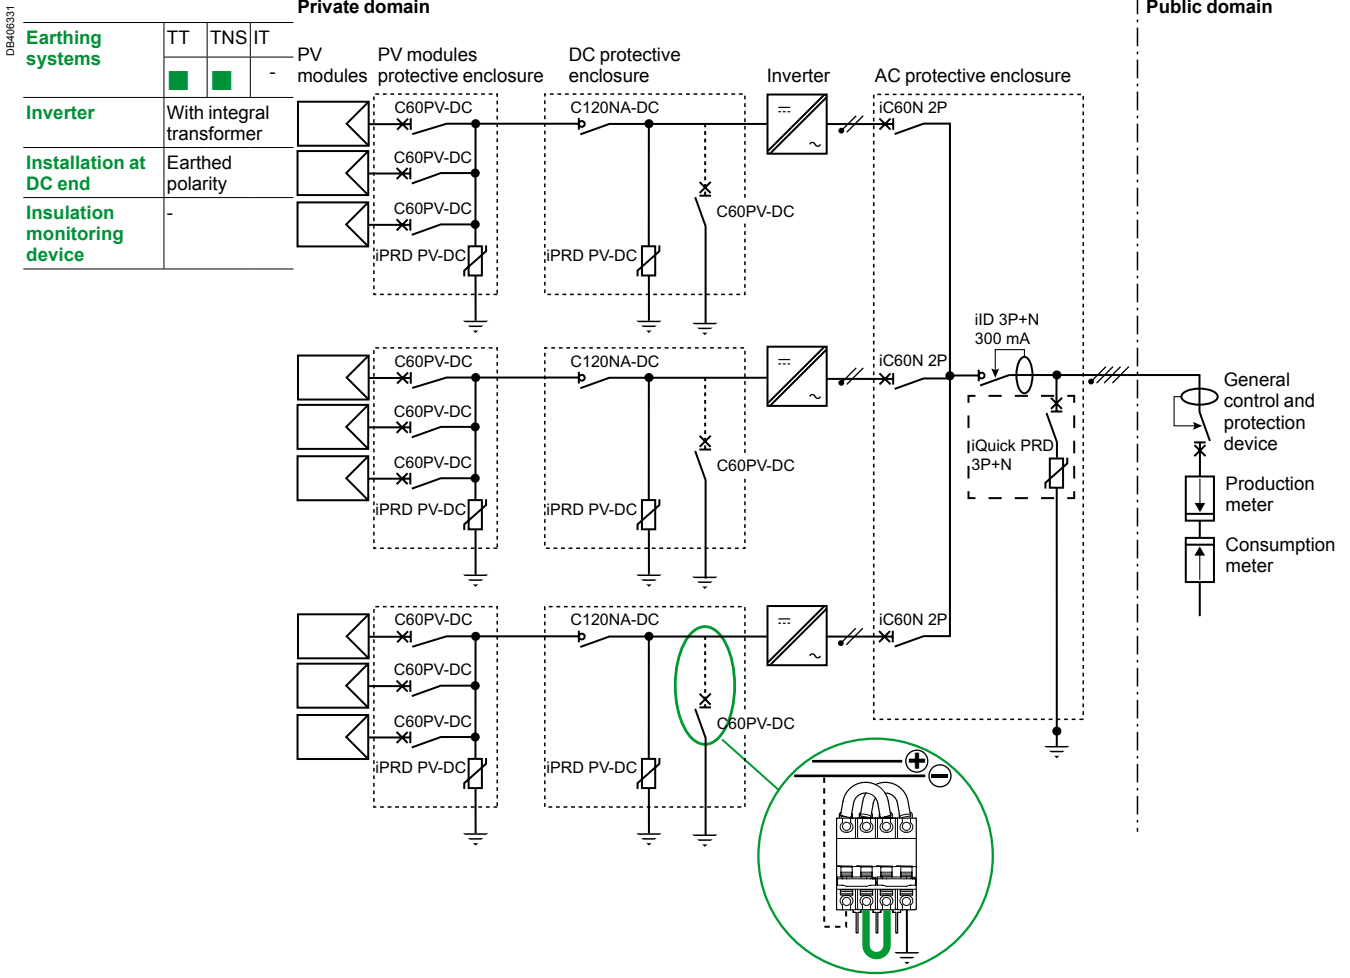 DB406331
Private domain
Public domain
Earthing systems
TT
TNS
IT
-
Inverter
With integral transformer
Installation at DC end
Earthed polarity
Insulation monitoring device
-
PV modules
PV modules protective enclosure
DC protective enclosure
Inverter
AC protective enclosure
C60PV-DC
C120NA-DC
iC60N 2P
C60PV-DC
C60PV-DC
C60PV-DC
iPRD PV-DC
iPRD PV-DC
iID 3P+N
300 mA
C60PV-DC
C120NA-DC
iC60N 2P
General control and protection device
C60PV-DC
iQuick PRD
3P+N
C60PV-DC
C60PV-DC
iPRD PV-DC
iPRD PV-DC
Production meter
Consumption meter
C60PV-DC
C120NA-DC
iC60N 2P
C60PV-DC
C60PV-DC
C60PV-DC
iPRD PV-DC
iPRD PV-DC
+
−